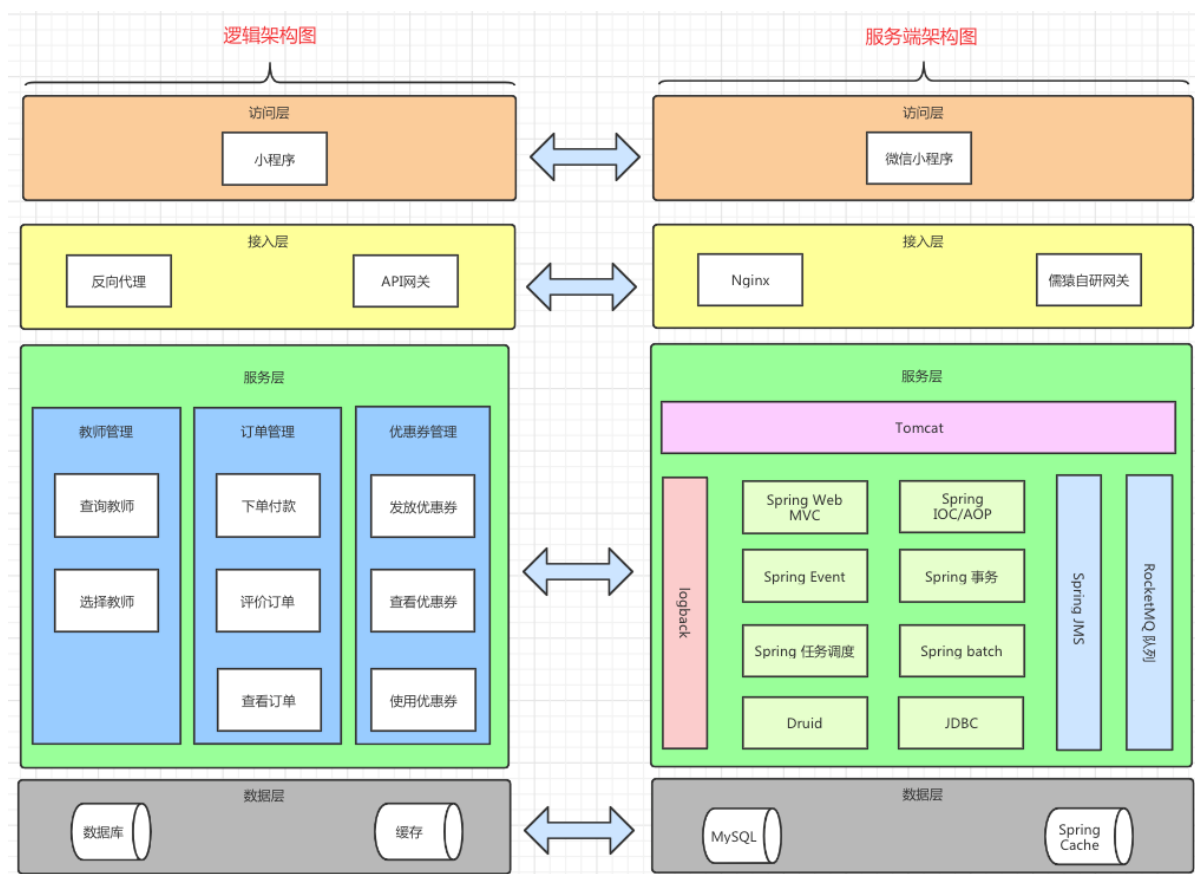 逻辑架构图
访问层
小程序
接入层
反向代理
API网关
服务层
教师管理
查询教师
选择教师
订单管理
下单付款
评价订单
查看订单
优惠券管理
发放优惠券
查看优惠券
使用优惠券
数据层
数据库
缓存
服务端架构图
访问层
微信小程序
接入层
Nginx
儒猿自研网关
服务层
Tomcat
logback
Spring Web
MVC
Spring
IOC/AOP
Spring Event
Spring 事务
Spring 任务调度
Spring batch
Druid
JDBC
Spring JMS
RocketMQ 队列
数据层
MySQL
Spring
Cache